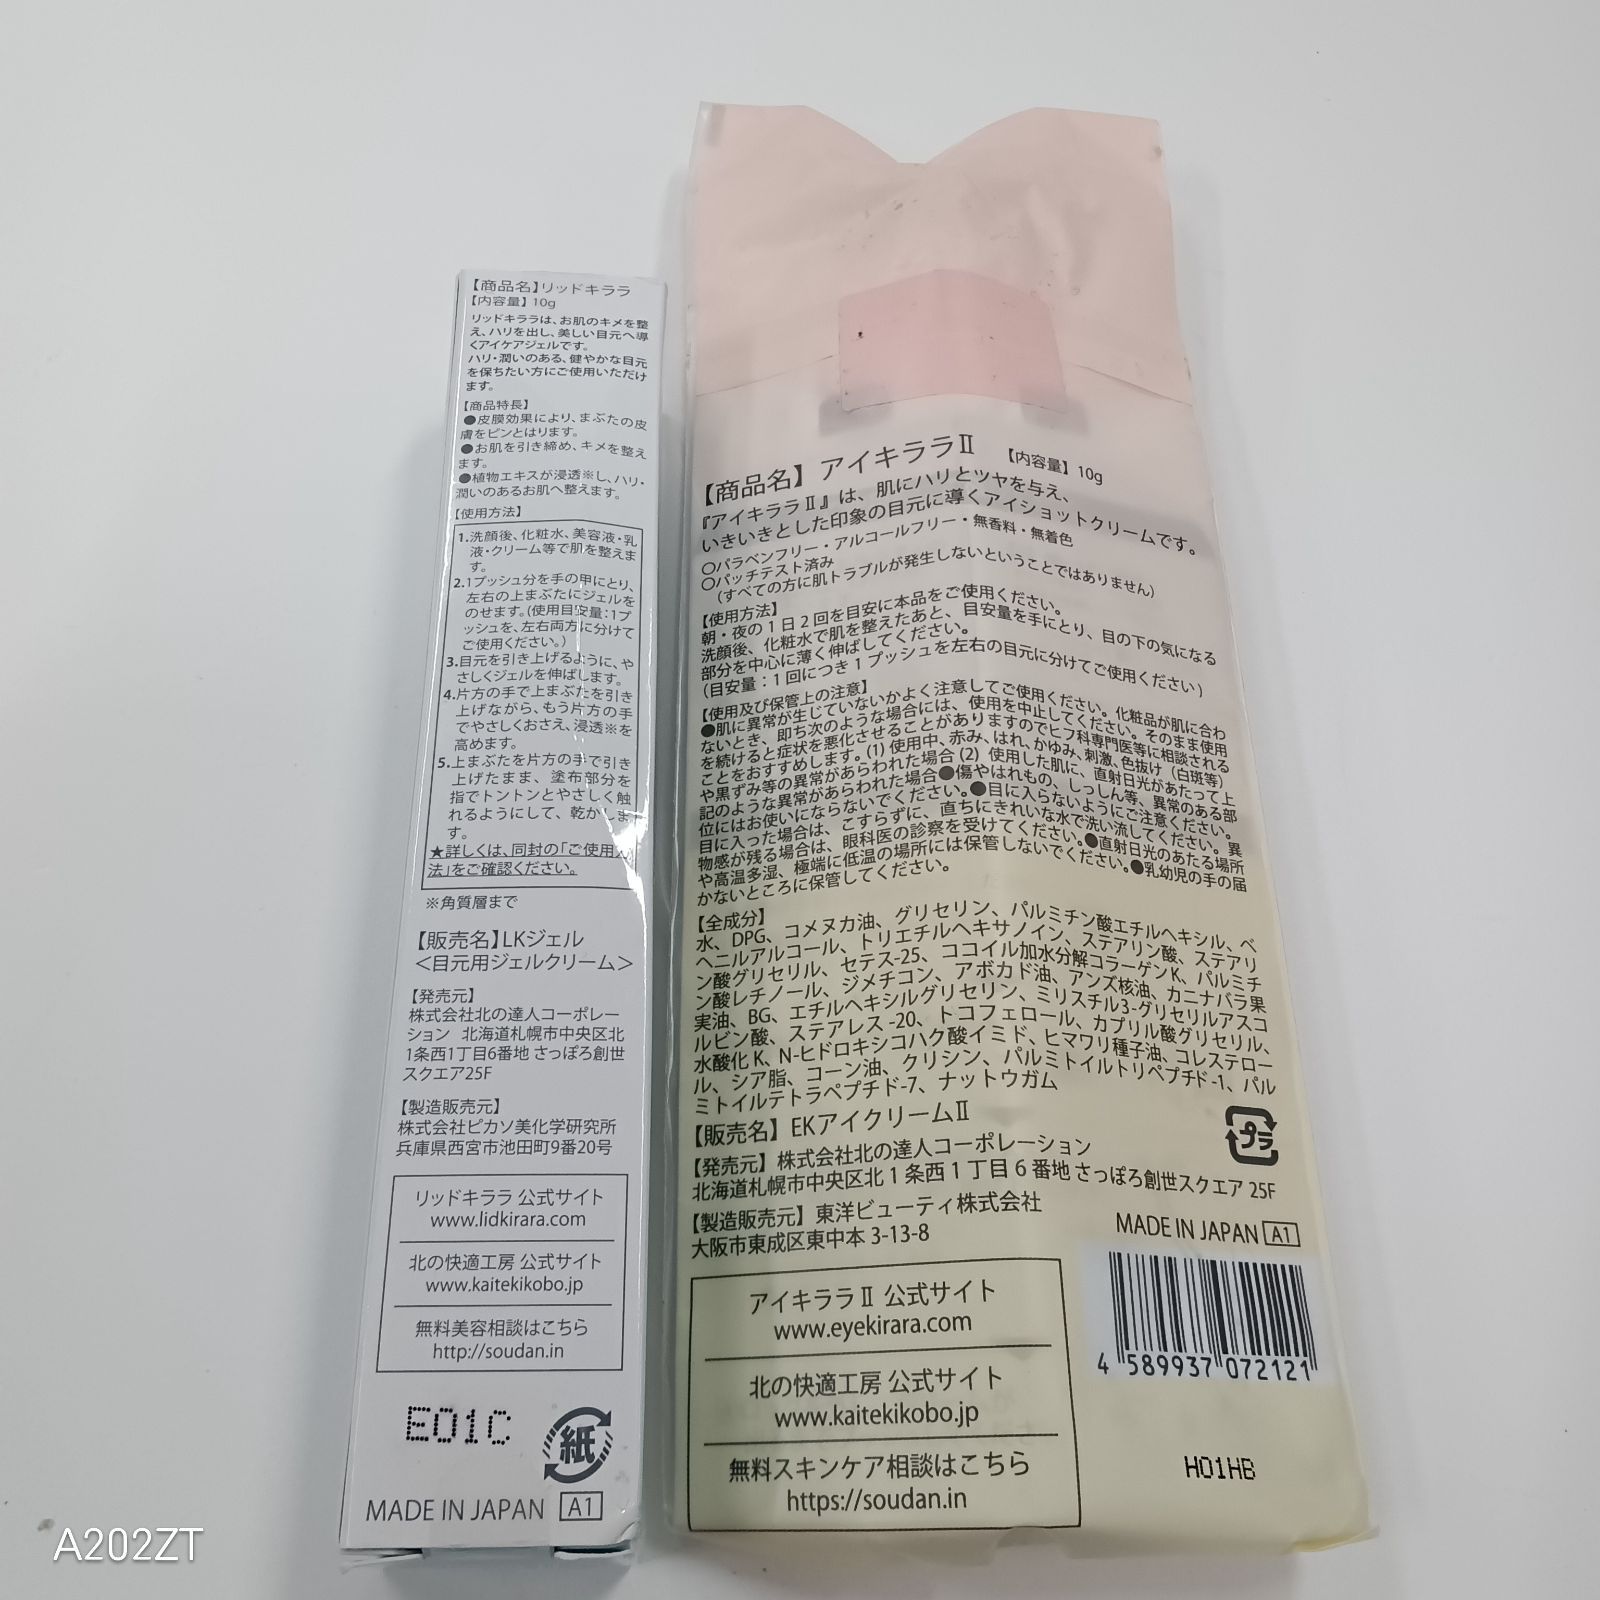 【商品名】リッドキララ
【内容量】10g
リッドキララは、お肌のキメを整
え、ハリを出し、美しい目元へ導
くアイケアジェルです。
ハリ・潤いのある、健やかな目元
を保ちたい方にご使用いただけ
ます。
【商品特長】
●皮膜効果により、まぶたの皮
膚をピンとはります。
●お肌を引き締め、キメを整え
ます。
●植物エキスが浸透※し、ハリ・
潤いのあるお肌へ整えます。
【使用方法】
1.洗顔後、化粧水、美容液・乳
液・クリーム等で肌を整えま
す。
2.1プッシュ分を手の甲にとり、
左右の上まぶたにジェルを
のせます。(使用目安量:1プ
ッシュを、左右両方に分けて
ご使用ください。)
3.目元を引き上げるように、や
さしくジェルを伸ばします。
4.片方の手で上まぶたを引き
上げながら、もう片方の手
でやさしくおさえ、浸透※を
高めます。
5.上まぶたを片方の手で引き
上げたまま、塗布部分を
指でトントンとやさしく触
れるようにして、乾かしま
す。
★詳しくは、同封の「ご使用方
法」をご確認ください。
※角質層まで
【販売名】LKジェル
<目元用ジェルクリーム>
【発売元】
株式会社北の達人コーポレー
ション 北海道札幌市中央区北
1条西1丁目6番地 さっぽろ創世
スクエア25F
【製造販売元】
株式会社ピカソ美化学研究所
兵庫県西宮市池田町9番20号
リッドキララ 公式サイト
www.lidkirara.com
北の快適工房 公式サイト
www.kaitekikobo.jp
無料美容相談はこちら
http://soudan.in
E01C
紙
MADE IN JAPAN A1
【商品名】アイキララⅡ 【内容量】10g
『アイキララⅡ』は、肌にハリとツヤを与え、
いきいきとした印象の目元に導くアイショットクリームです。
○パラベンフリー・アルコールフリー・無香料・無着色
○パッチテスト済み
(すべての方に肌トラブルが発生しないということではありません)
【使用方法】
朝・夜の1日2回を目安に本品をご使用ください。
洗顔後、化粧水で肌を整えたあと、目安量を手にとり、目の下の気になる
部分を中心に薄く伸ばしてください。
(目安量:1回につき1プッシュを左右の目元に分けてご使用ください)
【使用及び保管上の注意】
●肌に異常が生じていないかよく注意してご使用ください。化粧品が肌に合わ
ないとき、即ち次のような場合には、使用を中止してください。そのまま使用
を続けると症状を悪化させることがありますのでヒフ科専門医等に相談される
ことをおすすめします。(1) 使用中、赤み、はれ、かゆみ、刺激、色抜け(白斑等)
や黒ずみ等の異常があらわれた場合 (2) 使用した肌に、直射日光があたって上
記のような異常があらわれた場合●傷やはれもの、しっしん等、異常のある部
位にはお使いにならないでください。●目に入らないようにご注意ください。
目に入った場合は、こすらずに、直ちにきれいな水で洗い流してください。異
物感が残る場合は、眼科医の診察を受けてください。●直射日光のあたる場所
や高温多湿、極端に低温の場所には保管しないでください。●乳幼児の手の届
かないところに保管してください。
【全成分】
水、DPG、コメヌカ油、グリセリン、パルミチン酸エチルヘキシル、ベ
ヘニルアルコール、トリエチルヘキサノイン、ステアリン酸、ステアリ
ン酸グリセリル、セテス-25、ココイル加水分解コラーゲンK、パルミチ
ン酸レチノール、ジメチコン、アボカド油、アンズ核油、カニナバラ果
実油、BG、エチルヘキシルグリセリン、ミリスチル3-グリセリルアスコ
ルビン酸、ステアレス-20、トコフェロール、カプリル酸グリセリル、
水酸化K、N-ヒドロキシコハク酸イミド、ヒマワリ種子油、コレステロー
ル、シア脂、コーン油、クリシン、パルミトイルトリペプチド-1、パル
ミトイルテトラペプチド-7、ナットウガム
【販売名】EKアイクリームⅡ
プラ
【発売元】株式会社北の達人コーポレーション
北海道札幌市中央区北1条西1丁目6番地 さっぽろ創世スクエア 25F
【製造販売元】東洋ビューティ株式会社
大阪市東成区東中本 3-13-8
MADE IN JAPAN A1
アイキララⅡ 公式サイト
www.eyekirara.com
北の快適工房 公式サイト
www.kaitekikobo.jp
無料スキンケア相談はこちら
https://soudan.in
4 589937 072121
H01HB
A202ZT